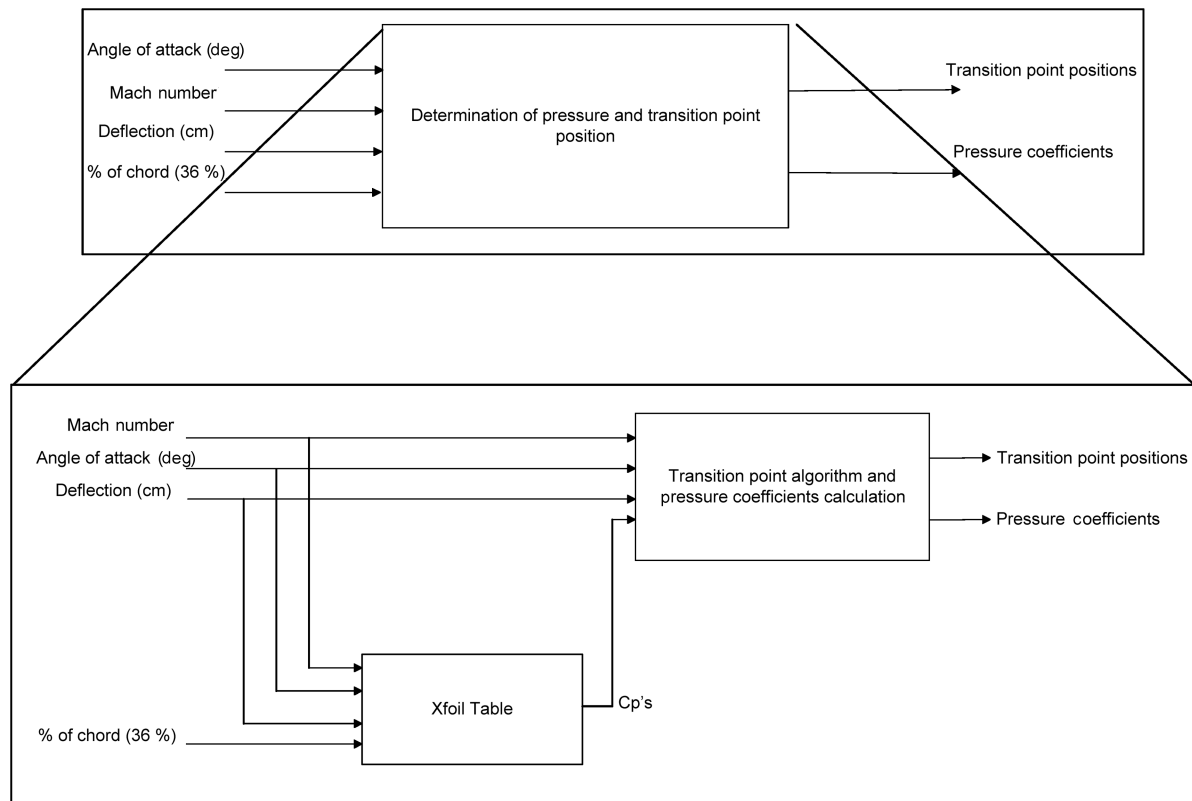 Angle of attack (deg)
Mach number
Deflection (cm)
% of chord (36 %)
Determination of pressure and transition point
position
Transition point positions
Pressure coefficients
Mach number
Angle of attack (deg)
Deflection (cm)
% of chord (36 %)
Xfoil Table
Cp's
Transition point algorithm and
pressure coefficients calculation
Transition point positions
Pressure coefficients